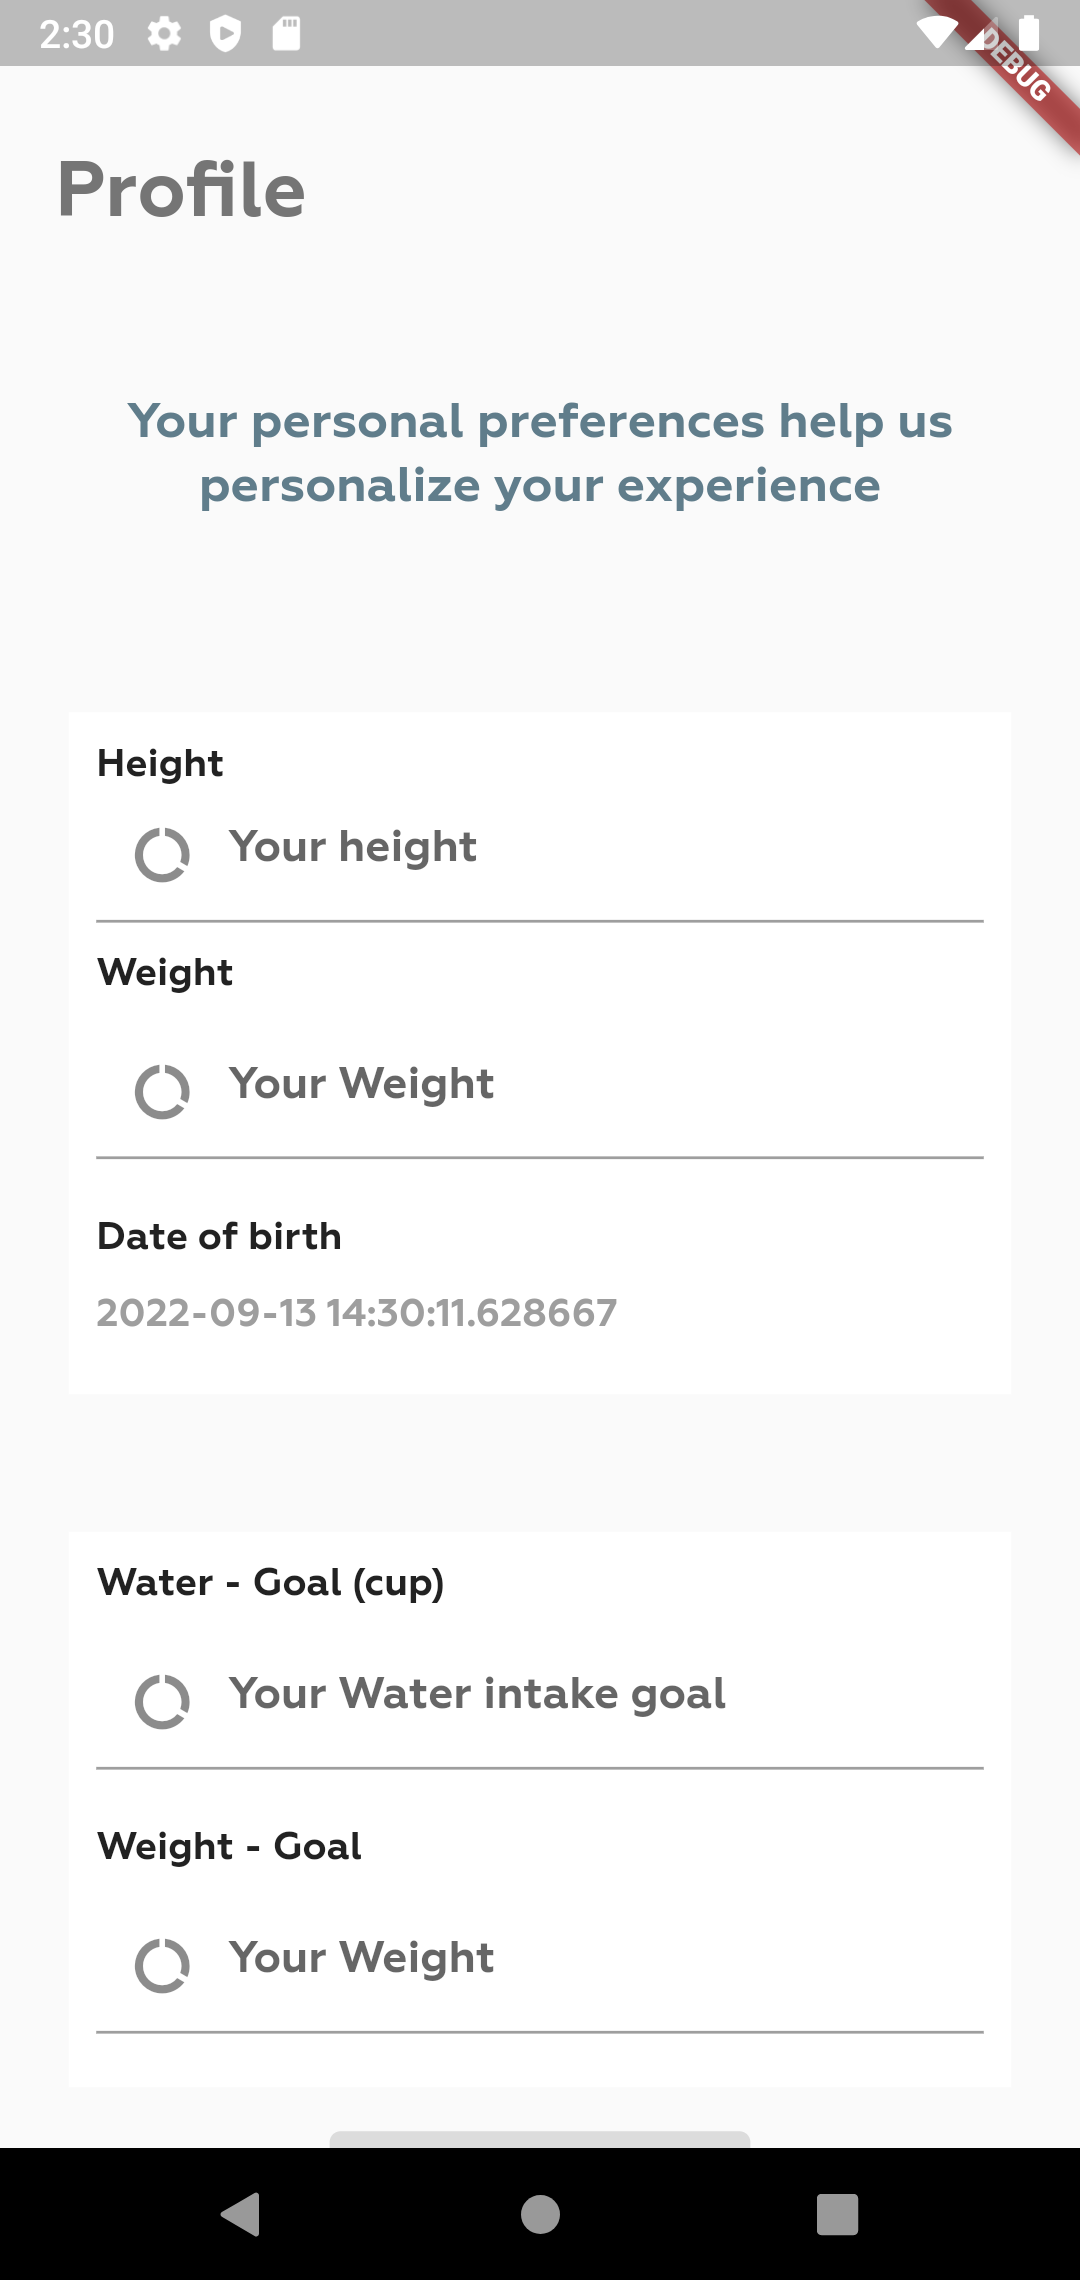 2:30
DEBUG
Profile
Your personal preferences help us
personalize your experience
Height
Your height
Weight
Your Weight
Date of birth
2022-09-13 14:30:11.628667
Water - Goal (cup)
Your Water intake goal
Weight - Goal
Your Weight